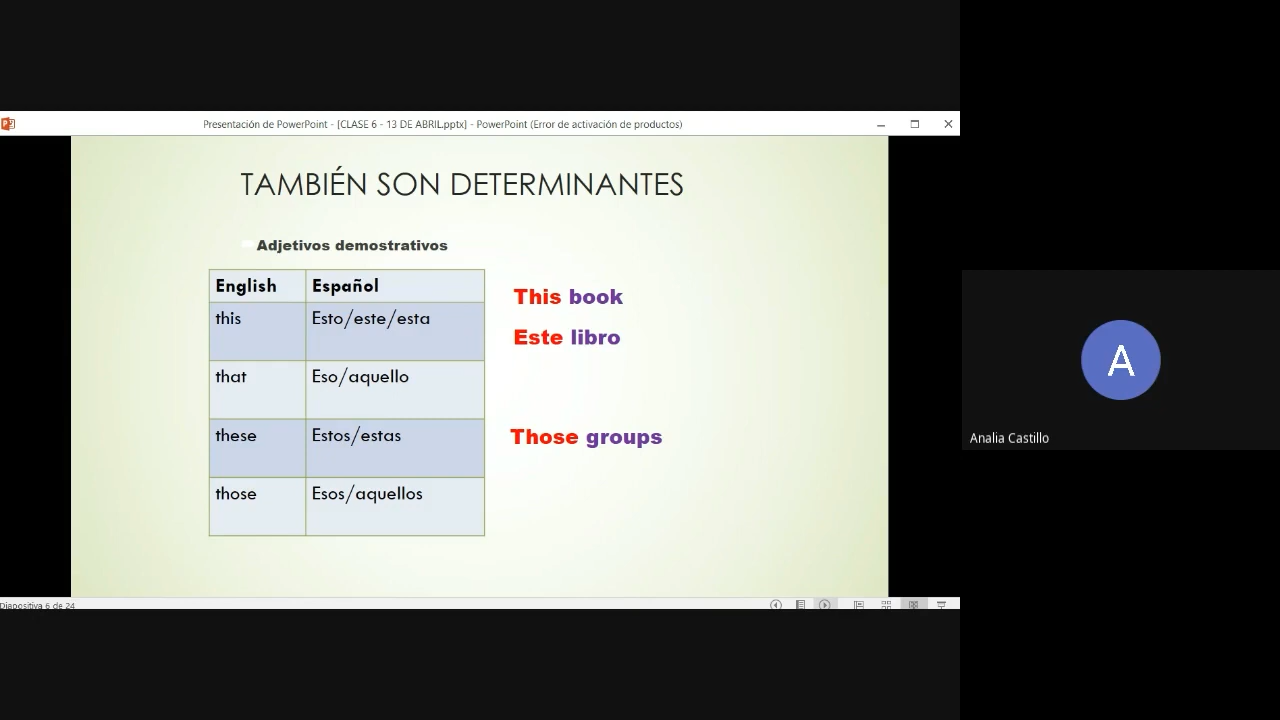 Presentación de PowerPoint - [CLASE 6 - 13 DE ABRIL.pptx] - PowerPoint (Error de activación de productos)
TAMBIÉN SON DETERMINANTES
Adjetivos demostrativos
English Español
this Esto/este/esta
that Eso/aquello
these Estos/estas
those Esos/aquellos
This book
Este libro
Those groups
Diapositiva 6 de 24
A
Analia Castillo